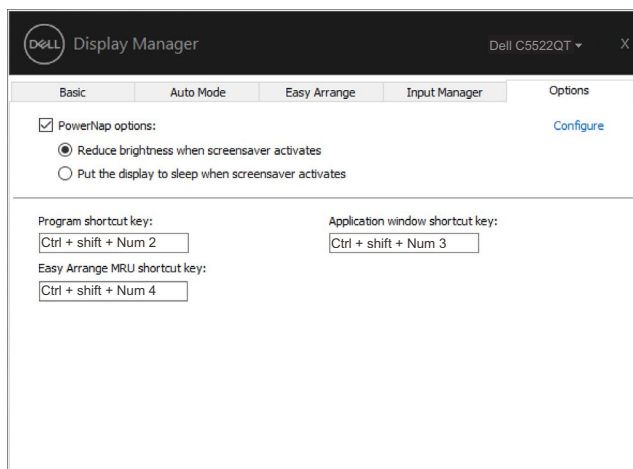 DELL Display Manager Dell C5522QT X
Basic Auto Mode Easy Arrange Input Manager Options
PowerNap options: Configure
Reduce brightness when screensaver activates
Put the display to sleep when screensaver activates
Program shortcut key: Application window shortcut key:
Ctrl + shift + Num 2 Ctrl + shift + Num 3
Easy Arrange MRU shortcut key:
Ctrl + shift + Num 4